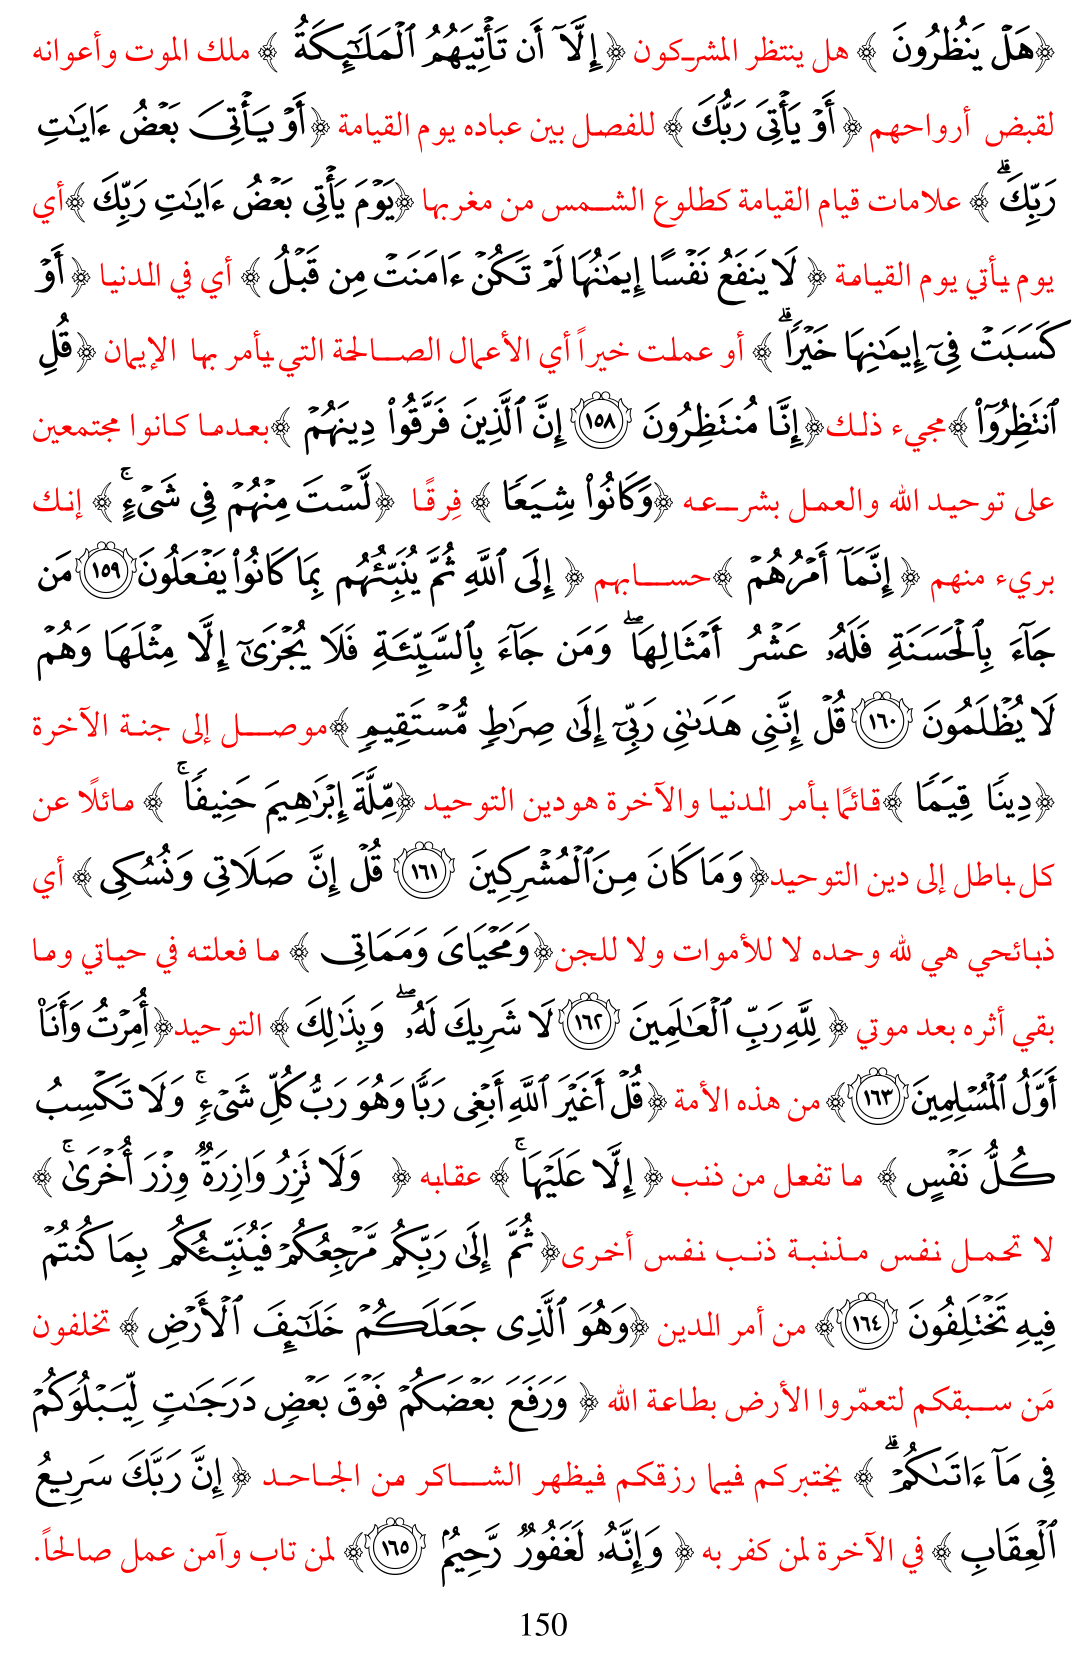 ﴿هَلۡ يَنظُرُونَ ﴾ هل ينتظر المشركون ﴿إِلَّآ أَن تَأۡتِيَهُمُ ٱلۡمَلَٰٓئِكَةُ ﴾ ملك الموت وأعوانه
لقبض أرواحهم ﴿ أَوۡ يَأۡتِيَ رَبُّكَ ﴾ للفصل بين عباده يوم القيامة ﴿أَوۡ يَأۡتِيَ بَعۡضُ ءَايَٰتِ
رَبِّكَۗ ﴾ علامات قيام القيامة كطلوع الشمس من مغربها ﴿يَوۡمَ يَأۡتِي بَعۡضُ ءَايَٰتِ رَبِّكَ ﴾أي
يوم يأتي يوم القيامة ﴿ لَا يَنفَعُ نَفۡسًا إِيمَٰنُهَا لَمۡ تَكُنۡ ءَامَنَتۡ مِن قَبۡلُ ﴾ أي في الدنيا ﴿ أَوۡ
كَسَبَتۡ فِيٓ إِيمَٰنِهَا خَيۡرٗاۗ ﴾ أو عملت خيراً أي الأعمال الصالحة التي يأمر بها الإيمان ﴿قُلِ
ٱنتَظِرُوٓاْ ﴾مجيء ذلك﴿إِنَّا مُنتَظِرُونَ ١٥٨ إِنَّ ٱلَّذِينَ فَرَّقُواْ دِينَهُمۡ ﴾بعدما كانوا مجتمعين
على توحيد الله والعمل بشرعه ﴿وَكَانُواْ شِيَعٗا ﴾ فِرقًا ﴿لَّسۡتَ مِنۡهُمۡ فِي شَيۡءٍۚ ﴾ إنك
بريء منهم ﴿ إِنَّمَآ أَمۡرُهُمۡ ﴾حسابهم ﴿ إِلَى ٱللَّهِ ثُمَّ يُنَبِّئُهُم بِمَا كَانُواْ يَفۡعَلُونَ ١٥٩ مَن
جَآءَ بِٱلۡحَسَنَةِ فَلَهُۥ عَشۡرُ أَمۡثَالِهَاۖ وَمَن جَآءَ بِٱلسَّيِّئَةِ فَلَا يُجۡزَىٰٓ إِلَّا مِثۡلَهَا وَهُمۡ
لَا يُظۡلَمُونَ ١٦٠ قُلۡ إِنَّنِي هَدَىٰنِي رَبِّيٓ إِلَىٰ صِرَٰطٖ مُّسۡتَقِيمٖ ﴾موصل إلى جنة الآخرة
﴿دِينٗا قِيَمٗا ﴾قائمًا بأمر الدنيا والآخرة هودين التوحيد ﴿مِّلَّةَ إِبۡرَٰهِيمَ حَنِيفٗاۚ ﴾ مائلًا عن
كل باطل إلى دين التوحيد﴿وَمَا كَانَ مِنَ ٱلۡمُشۡرِكِينَ ١٦١ قُلۡ إِنَّ صَلَاتِي وَنُسُكِي ﴾ أي
ذبائحي هي لله وحده لا للأموات ولا للجن﴿وَمَحۡيَايَ وَمَمَاتِي ﴾ ما فعلته في حياتي وما
بقي أثره بعد موتي ﴿ لِلَّهِ رَبِّ ٱلۡعَٰلَمِينَ ١٦٢ لَا شَرِيكَ لَهُۥۖ وَبِذَٰلِكَ ﴾ التوحيد﴿أُمِرۡتُ وَأَنَا۠
أَوَّلُ ٱلۡمُسۡلِمِينَ ١٦٣﴾ من هذه الأمة ﴿قُلۡ أَغَيۡرَ ٱللَّهِ أَبۡغِي رَبّٗا وَهُوَ رَبُّ كُلِّ شَيۡءٖۚ وَلَا تَكۡسِبُ
كُلُّ نَفۡسٍ ﴾ ما تفعل من ذنب ﴿ إِلَّا عَلَيۡهَاۚ ﴾ عقابه ﴿ وَلَا تَزِرُ وَازِرَةٞ وِزۡرَ أُخۡرَىٰۚ ﴾
لا تحمل نفس مذنبة ذنب نفس أخرى﴿ ثُمَّ إِلَىٰ رَبِّكُم مَّرۡجِعُكُمۡ فَيُنَبِّئُكُم بِمَا كُنتُمۡ
فِيهِ تَخۡتَلِفُونَ ١٦٤﴾ من أمر الدين ﴿وَهُوَ ٱلَّذِي جَعَلَكُمۡ خَلَٰٓئِفَ ٱلۡأَرۡضِ ﴾ تخلفون
مَن سبقكم لتعمّروا الأرض بطاعة الله ﴿ وَرَفَعَ بَعۡضَكُمۡ فَوۡقَ بَعۡضٖ دَرَجَٰتٖ لِّيَبۡلُوَكُمۡ
فِي مَآ ءَاتَىٰكُمۡۗ ﴾ يختبركم فيما رزقكم فيظهر الشاكر من الجاحد ﴿ إِنَّ رَبَّكَ سَرِيعُ
ٱلۡعِقَابِ ﴾ في الآخرة لمن كفر به ﴿ وَإِنَّهُۥ لَغَفُورٞ رَّحِيمُۢ ١٦٥﴾ لمن تاب وآمن عمل صالحاً.
150